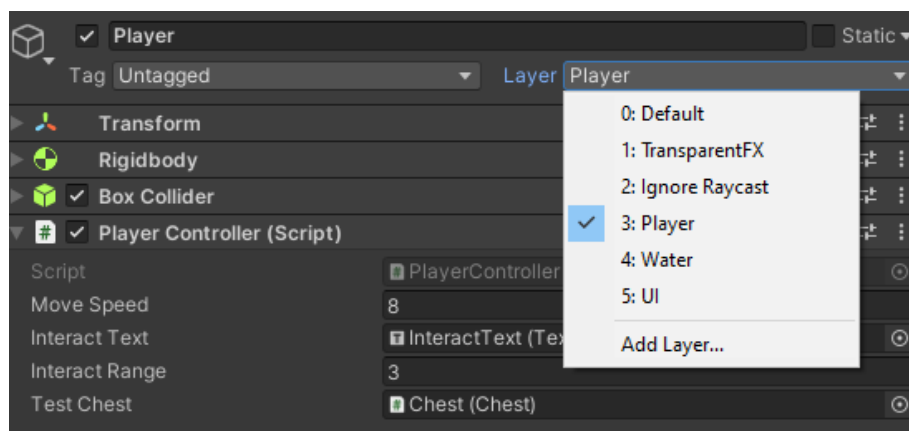 Player Static
Tag Untagged Layer Player
Transform
Rigidbody
Box Collider
# Player Controller (Script)
Script # PlayerController
Move Speed 8
Interact Text T InteractText (Tex
Interact Range 3
Test Chest # Chest (Chest)
0: Default
1: TransparentFX
2: Ignore Raycast
3: Player
4: Water
5: UI
Add Layer...